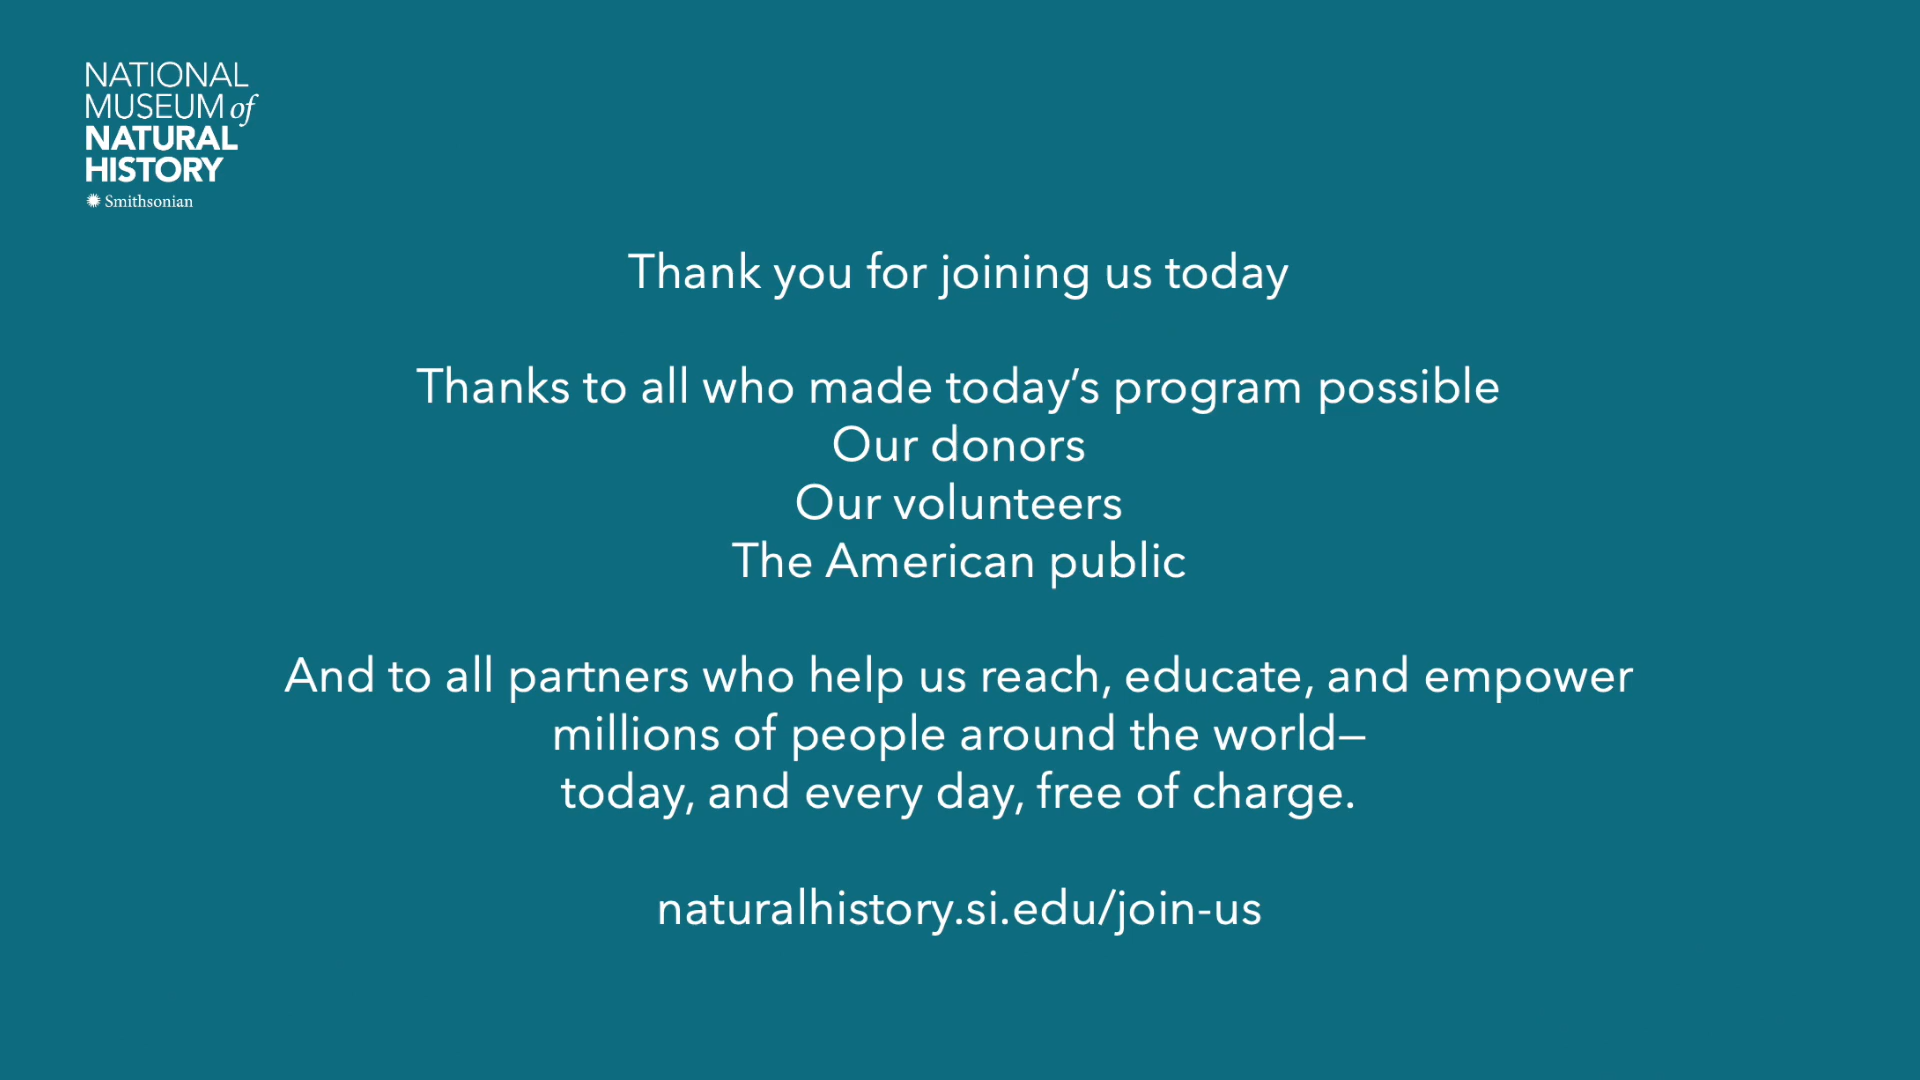 NATIONAL
MUSEUM of
NATURAL
HISTORY
Smithsonian
Thank you for joining us today
Thanks to all who made today’s program possible
Our donors
Our volunteers
The American public
And to all partners who help us reach, educate, and empower
millions of people around the world—
today, and every day, free of charge.
naturalhistory.si.edu/join-us